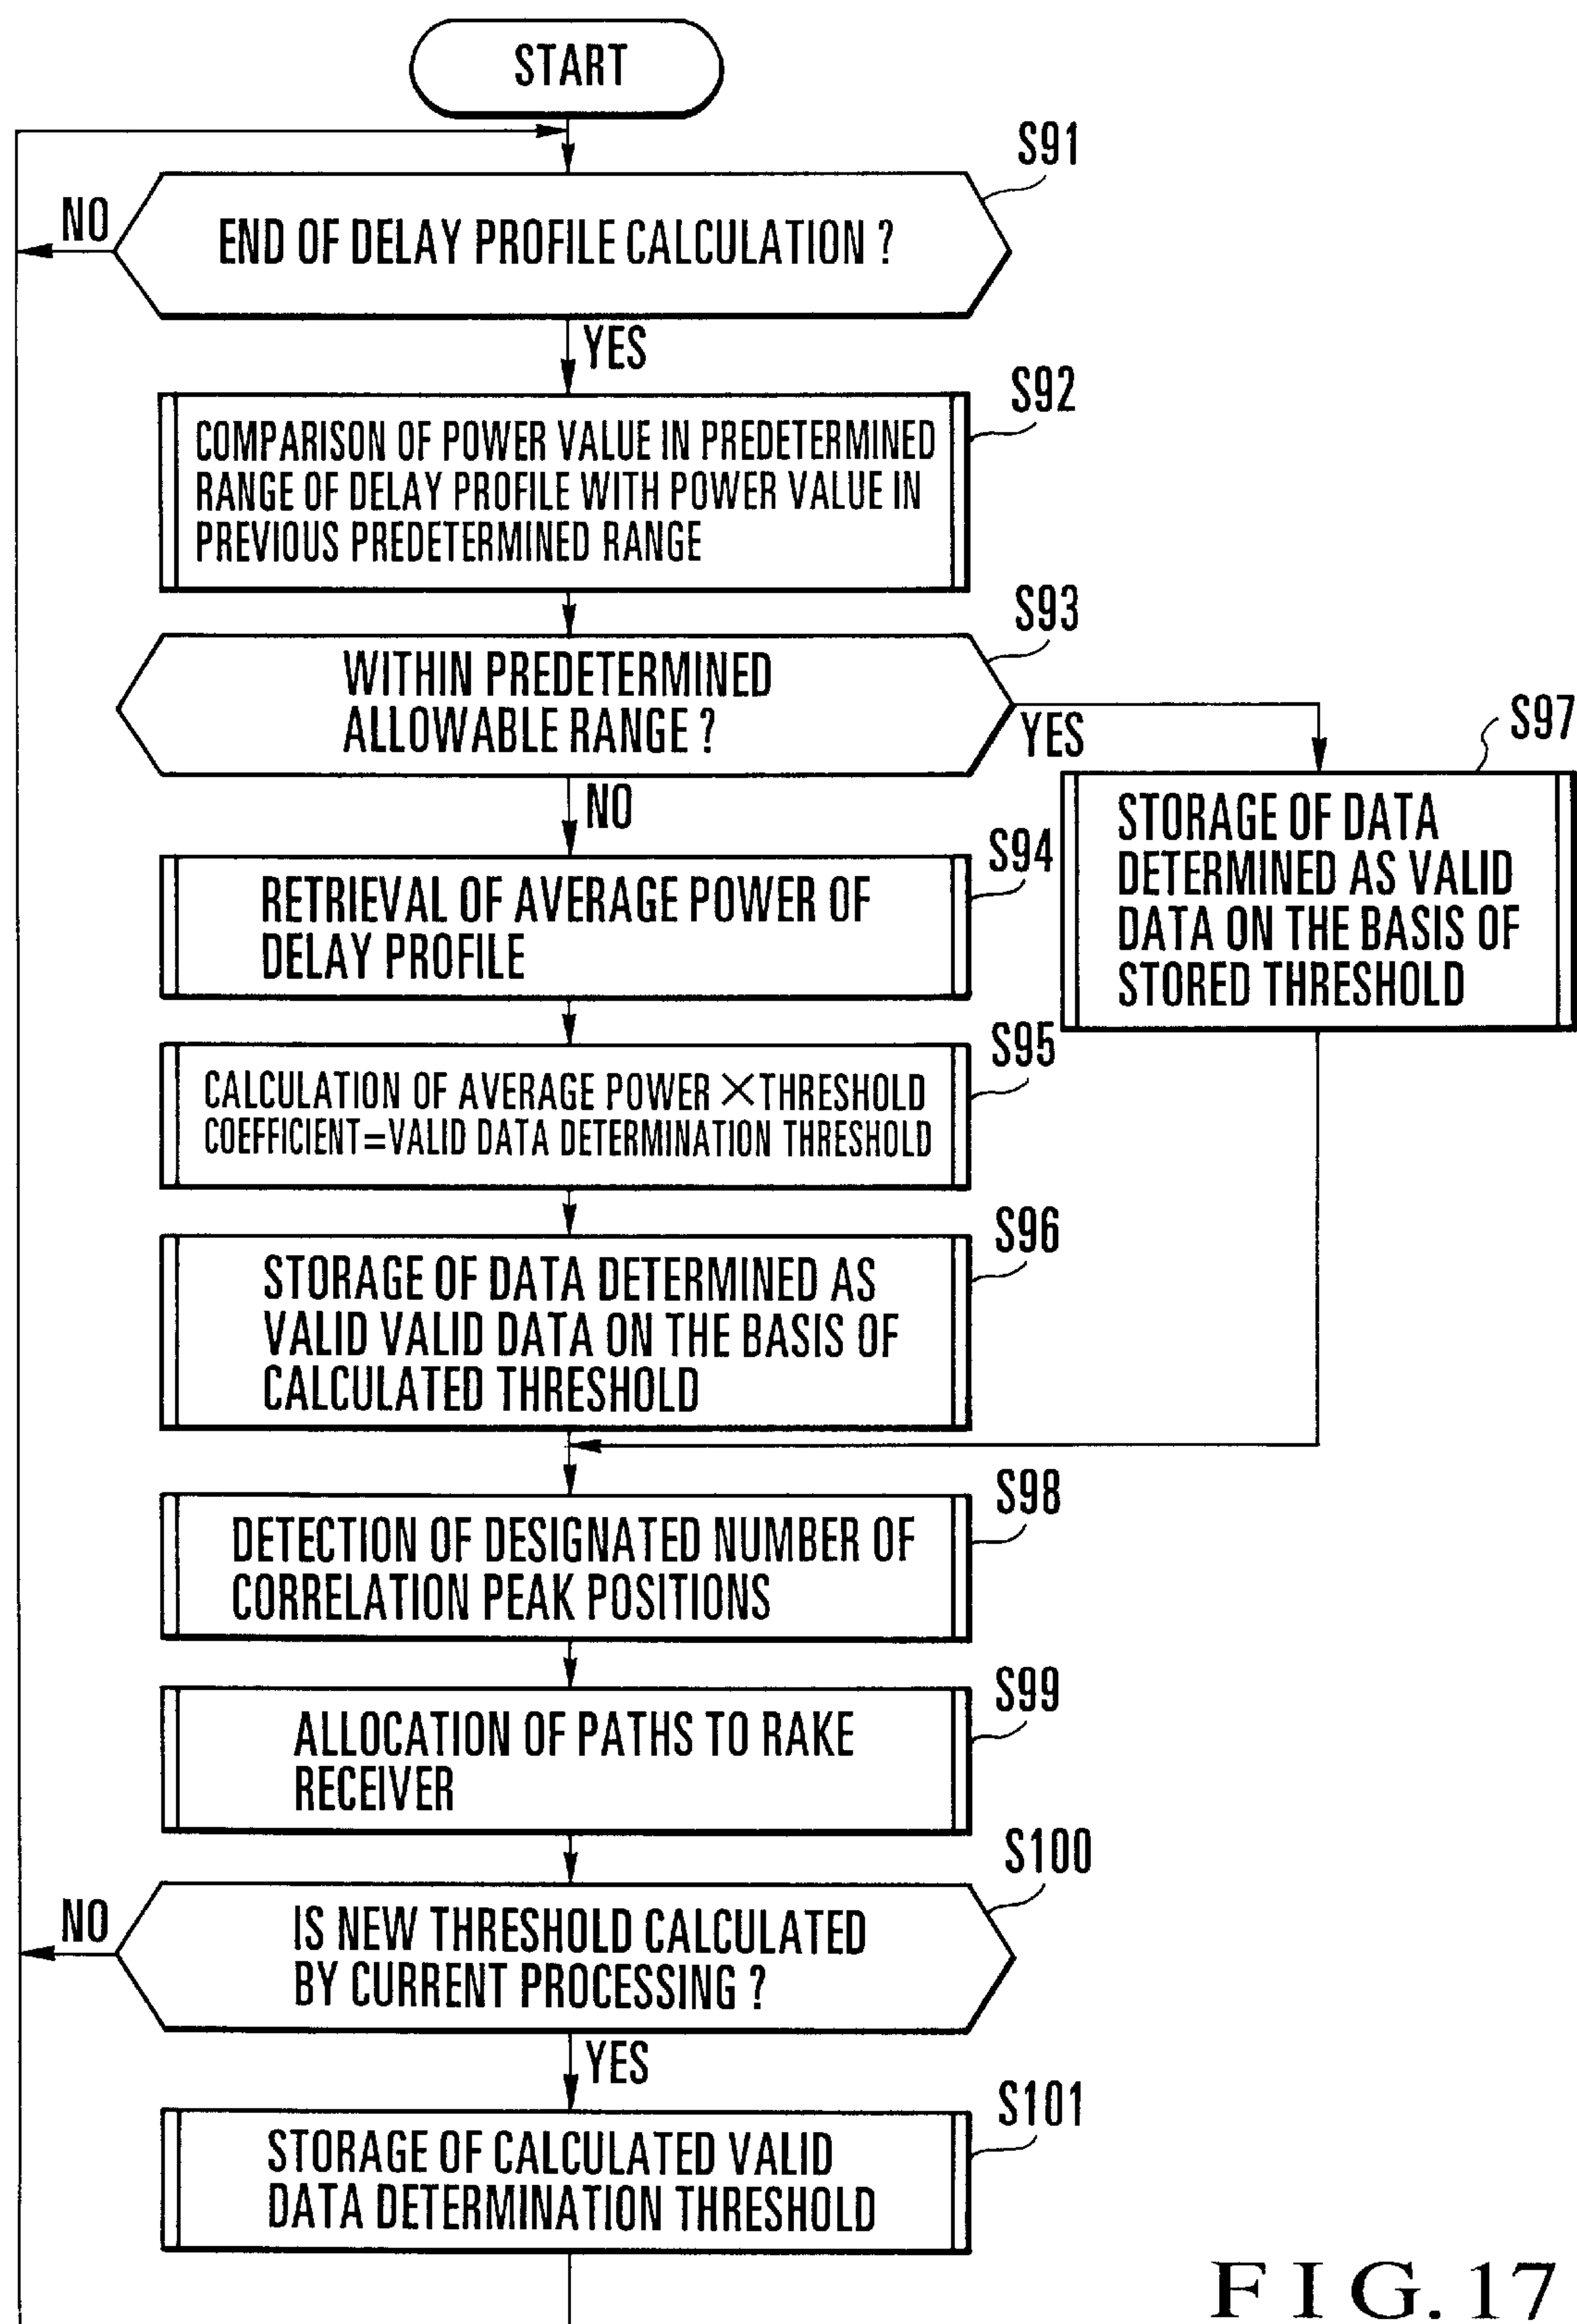 START
S91
NO
END OF DELAY PROFILE CALCULATION ?
YES
S92
COMPARISON OF POWER VALUE IN PREDETERMINED
RANGE OF DELAY PROFILE WITH POWER VALUE IN
PREVIOUS PREDETERMINED RANGE
S93
WITHIN PREDETERMINED
ALLOWABLE RANGE ?
YES
NO
S97
STORAGE OF DATA
DETERMINED AS VALID
DATA ON THE BASIS OF
STORED THRESHOLD
S94
RETRIEVAL OF AVERAGE POWER OF
DELAY PROFILE
S95
CALCULATION OF AVERAGE POWER × THRESHOLD
COEFFICIENT=VALID DATA DETERMINATION THRESHOLD
S96
STORAGE OF DATA DETERMINED AS
VALID VALID DATA ON THE BASIS OF
CALCULATED THRESHOLD
S98
DETECTION OF DESIGNATED NUMBER OF
CORRELATION PEAK POSITIONS
S99
ALLOCATION OF PATHS TO RAKE
RECEIVER
S100
NO
IS NEW THRESHOLD CALCULATED
BY CURRENT PROCESSING ?
YES
S101
STORAGE OF CALCULATED VALID
DATA DETERMINATION THRESHOLD
FIG. 17